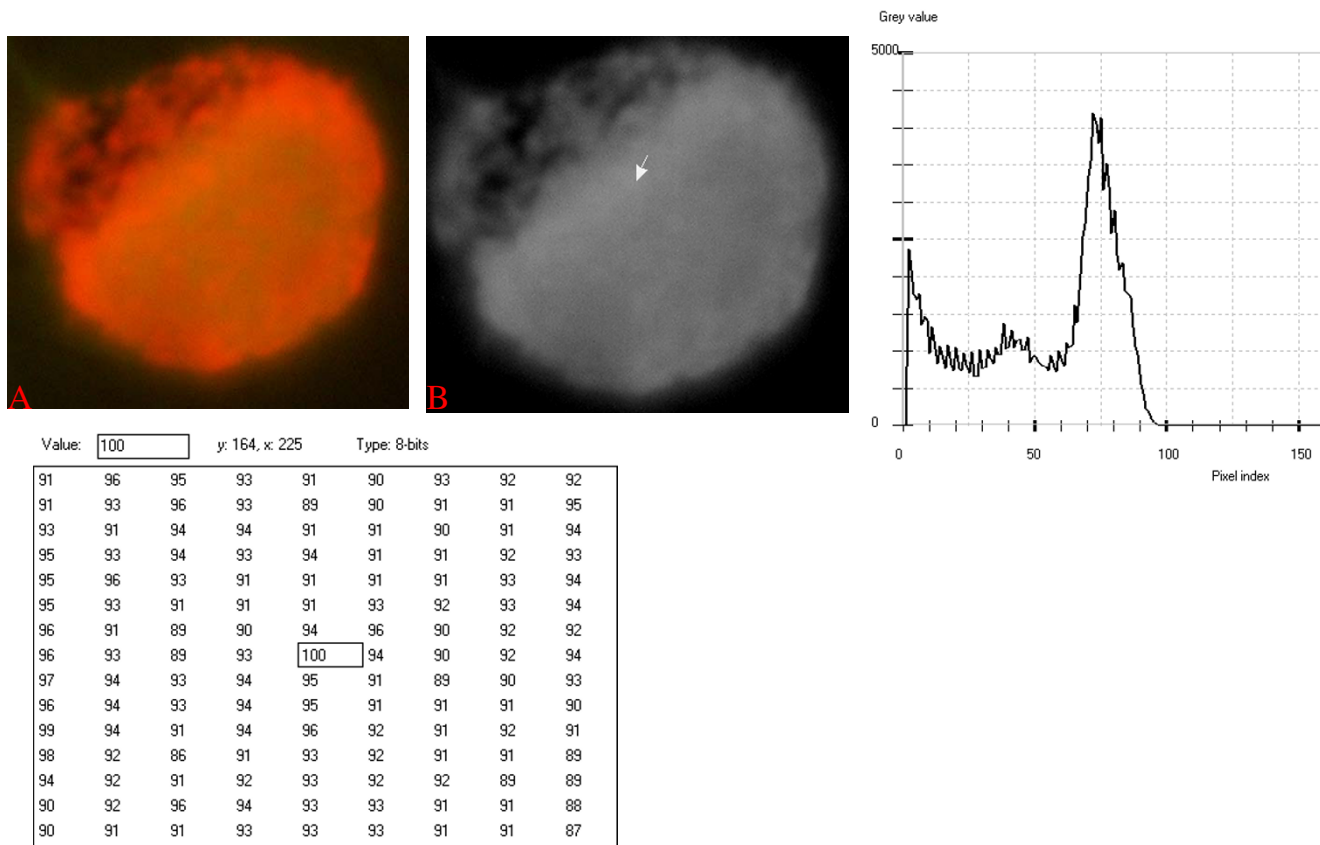 Grey value
5000
0
0 50 100 150
Pixel index
A
B
Value: 100 y: 164, x: 225 Type: 8-bits
91 96 95 93 91 90 93 92 92
91 93 96 93 89 90 91 91 95
93 91 94 94 91 91 90 91 94
95 93 94 93 94 91 91 92 93
95 96 93 91 91 91 91 93 94
95 93 91 91 91 93 92 93 94
96 91 89 90 94 96 90 92 92
96 93 89 93 100 94 90 92 94
97 94 93 94 95 91 89 90 93
96 94 93 94 95 91 91 91 90
99 94 91 94 96 92 91 92 91
98 92 86 91 93 92 91 91 89
94 92 91 92 93 92 92 89 89
90 92 96 94 93 93 91 91 88
90 91 91 93 93 93 91 91 87